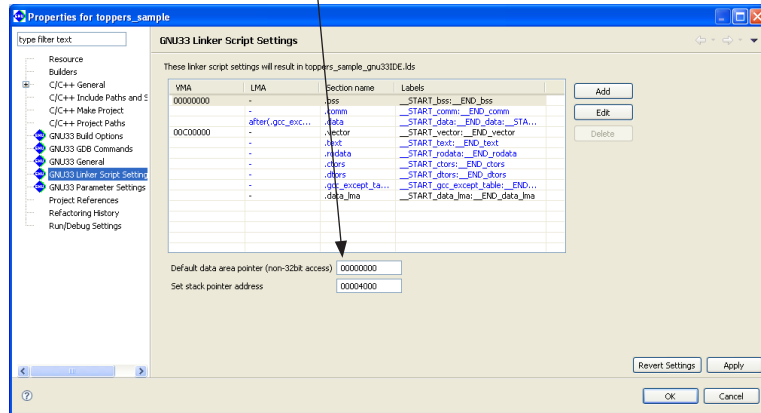 Properties for toppers_sample
type filter text
Resource
Builders
C/C++ General
C/C++ Include Paths and S
C/C++ Make Project
C/C++ Project Paths
GNU33 Build Options
GNU33 GDB Commands
GNU33 General
GNU33 Linker Script Setting
GNU33 Parameter Settings
Project References
Refactoring History
Run/Debug Settings
GNU33 Linker Script Settings
These linker script settings will result in toppers_sample_gnu33IDE.lds
VMA LMA Section name Labels
00000000 - .bss __START_bss:__END_bss
- .comm __START_comm:__END_comm
after(.gcc_exc... .data __START_data:__END_data:__STA...
00C00000 - .vector __START_vector:__END_vector
- .text __START_text:__END_text
- .rodata __START_rodata:__END_rodata
- .ctors __START_ctors:__END_ctors
- .dtors __START_dtors:__END_dtors
- .gcc_except_ta... __START_gcc_except_table:__END...
- .data_lma __START_data_lma:__END_data_lma
Add
Edit
Delete
Default data area pointer (non-32bit access) 00000000
Set stack pointer address 00004000
Revert Settings Apply
OK Cancel